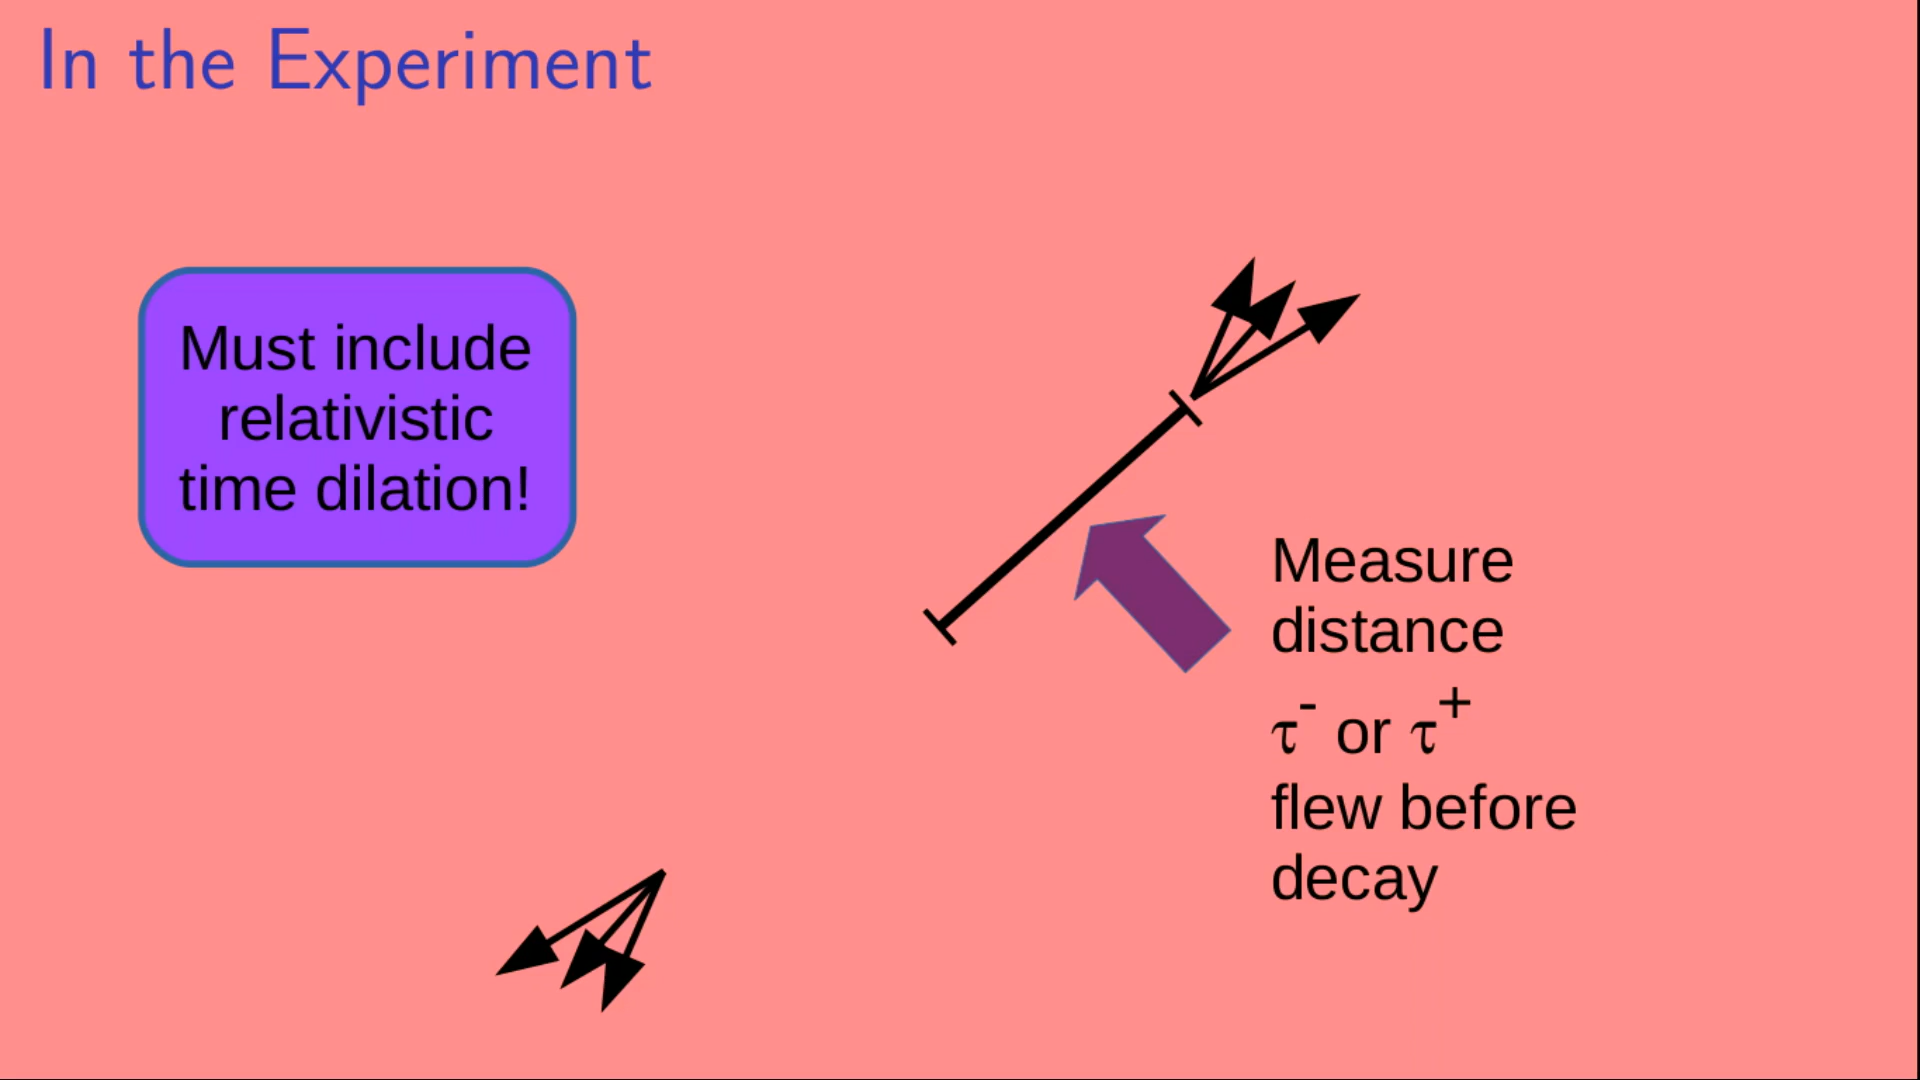 In the Experiment
Must include
relativistic
time dilation!
Measure
distance
τ⁻ or τ⁺
flew before
decay